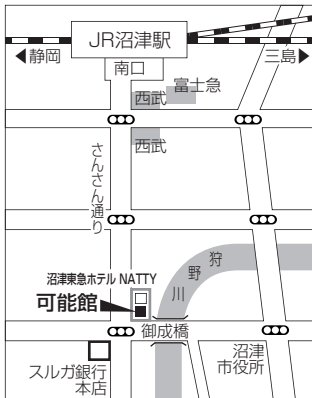 JR沼津駅
◀静岡
三島▶
南口
富士急
西武
西武
さんさん通り
狩野川
沼津東急ホテル NATTY
可能館
御成橋
スルガ銀行
本店
沼津
市役所